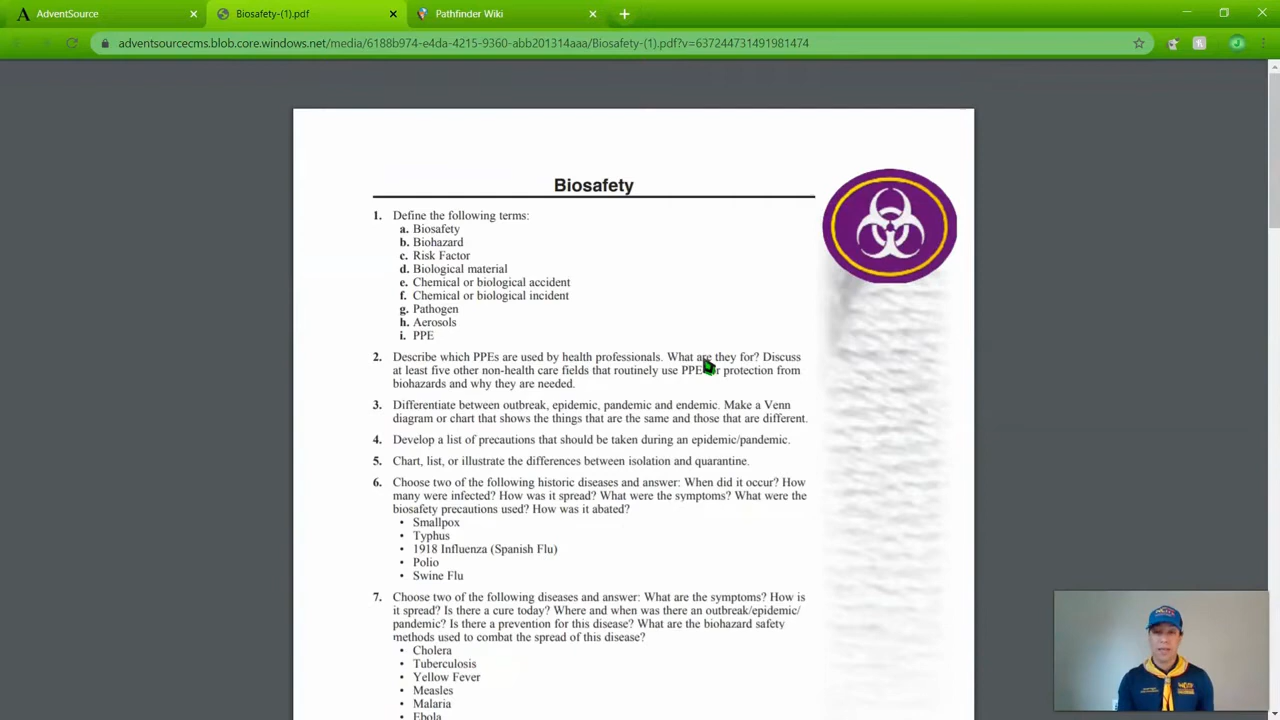 AdventSource
Biosafety-(1).pdf
Pathfinder Wiki
adventsourcecms.blob.core.windows.net/media/6188b974-e4da-4215-9360-abb201314aaa/Biosafety-(1).pdf?v=637244731491981474
Biosafety
1. Define the following terms:
a. Biosafety
b. Biohazard
c. Risk Factor
d. Biological material
e. Chemical or biological accident
f. Chemical or biological incident
g. Pathogen
h. Aerosols
i. PPE
2. Describe which PPEs are used by health professionals. What are they for? Discuss
at least five other non-health care fields that routinely use PPE protection from
biohazards and why they are needed.
3. Differentiate between outbreak, epidemic, pandemic and endemic. Make a Venn
diagram or chart that shows the things that are the same and those that are different.
4. Develop a list of precautions that should be taken during an epidemic/pandemic.
5. Chart, list, or illustrate the differences between isolation and quarantine.
6. Choose two of the following historic diseases and answer: When did it occur? How
many were infected? How was it spread? What were the symptoms? What were the
biosafety precautions used? How was it abated?
• Smallpox
• Typhus
• 1918 Influenza (Spanish Flu)
• Polio
• Swine Flu
7. Choose two of the following diseases and answer: What are the symptoms? How is
it spread? Is there a cure today? Where and when was there an outbreak/epidemic/
pandemic? Is there a prevention for this disease? What are the biohazard safety
methods used to combat the spread of this disease?
• Cholera
• Tuberculosis
• Yellow Fever
• Measles
• Malaria
• Ebola